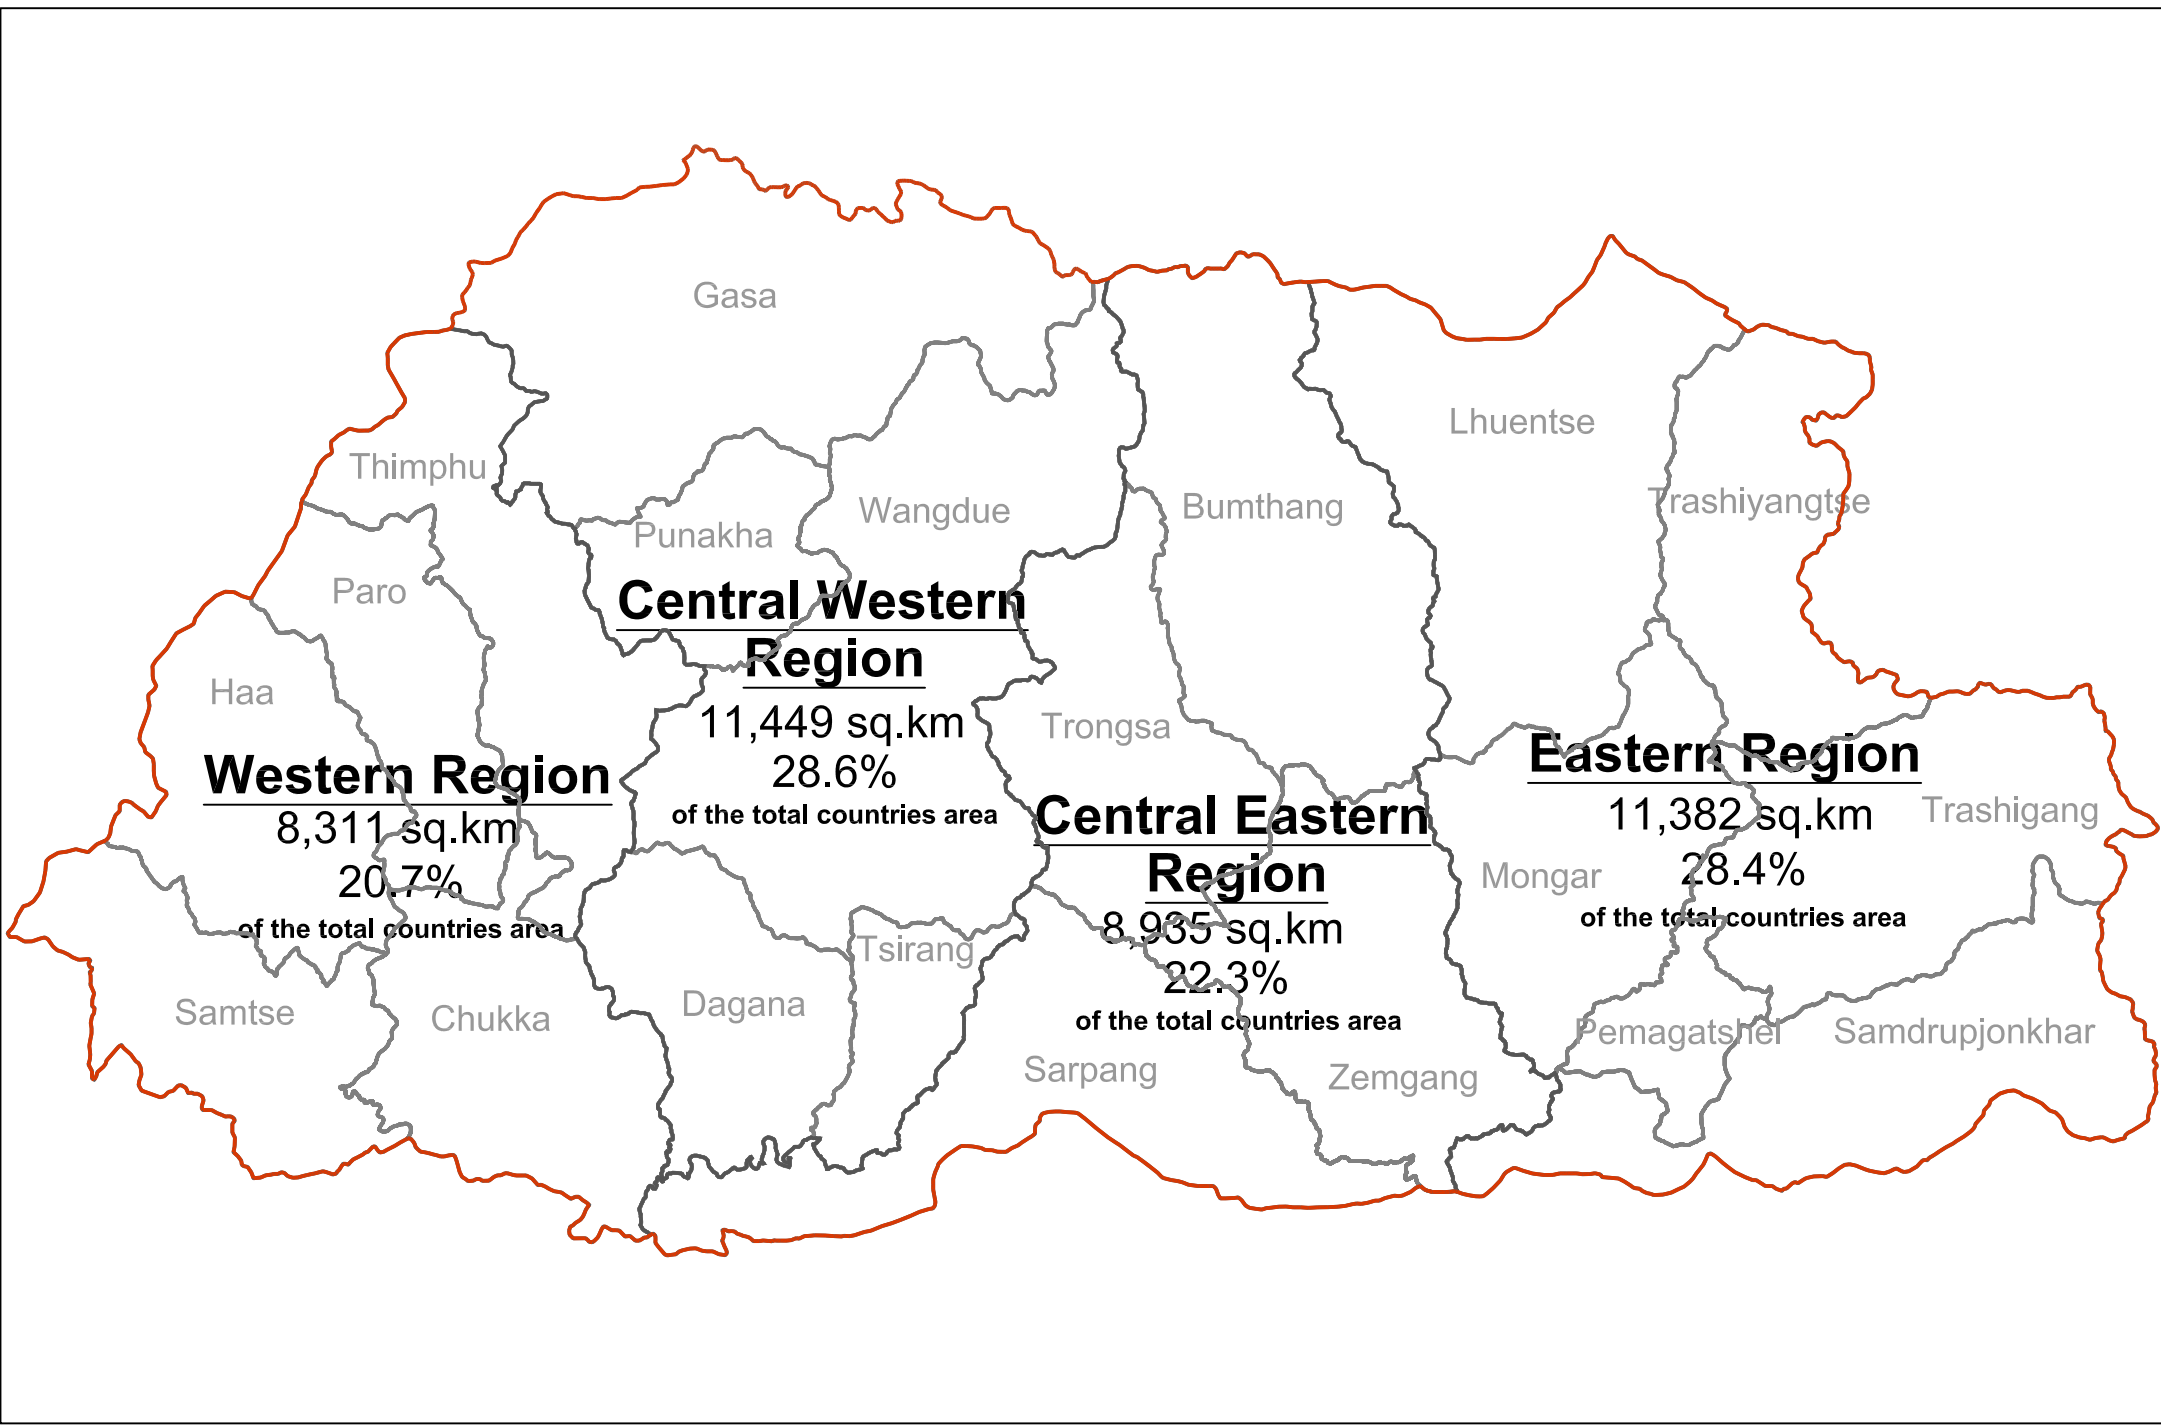 Gasa
Lhuentse
Thimphu
Trashiyangtse
Wangdue
Bumthang
Punakha
Paro
Central Western
Region
11,449 sq.km
28.6%
of the total countries area
Haa
Trongsa
Western Region
8,311 sq.km
20.7%
of the total countries area
Eastern Region
11,382 sq.km
28.4%
of the total countries area
Trashigang
Central Eastern
Region
8,935 sq.km
22.3%
of the total countries area
Mongar
Tsirang
Dagana
Samtse
Chukka
Pemagatshel
Samdrupjonkhar
Sarpang
Zemgang